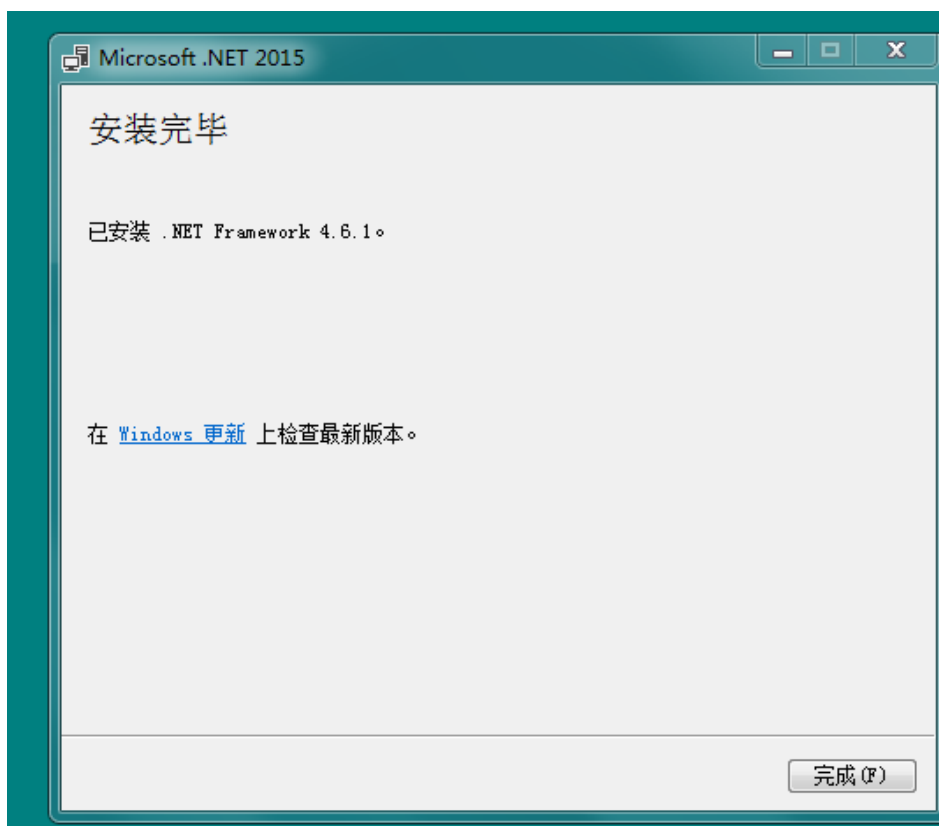 Microsoft .NET 2015
安装完毕
已安装 .NET Framework 4.6.1。
在 Windows 更新 上检查最新版本。
完成(F)